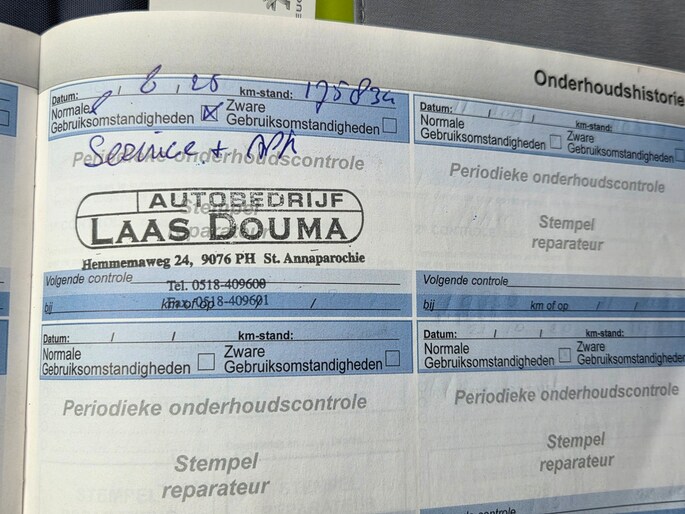 Onderhoudshistorie
Datum: 8, 8, 25 km-stand: 175834
Normale Gebruiksomstandigheden Zware Gebruiksomstandigheden
Service + APK
Periodieke onderhoudscontrole
Stempel reparateur
AUTOBEDRIJF
LAAS DOUMA
Hemmemaweg 24, 9076 PH St. Annaparochie
Tel. 0518-409600
Fax. 0518-409601
Volgende controle
bij km of op / /
Datum: / / km-stand:
Normale Gebruiksomstandigheden Zware Gebruiksomstandigheden
Periodieke onderhoudscontrole
Stempel
reparateur
Volgende controle
bij km of op / /
Datum: / / km-stand:
Normale Gebruiksomstandigheden Zware Gebruiksomstandigheden
Periodieke onderhoudscontrole
Stempel
reparateur
Datum: / / km-stand:
Normale Gebruiksomstandigheden Zware Gebruiksomstandigheden
Periodieke onderhoudscontrole
Stempel
reparateur